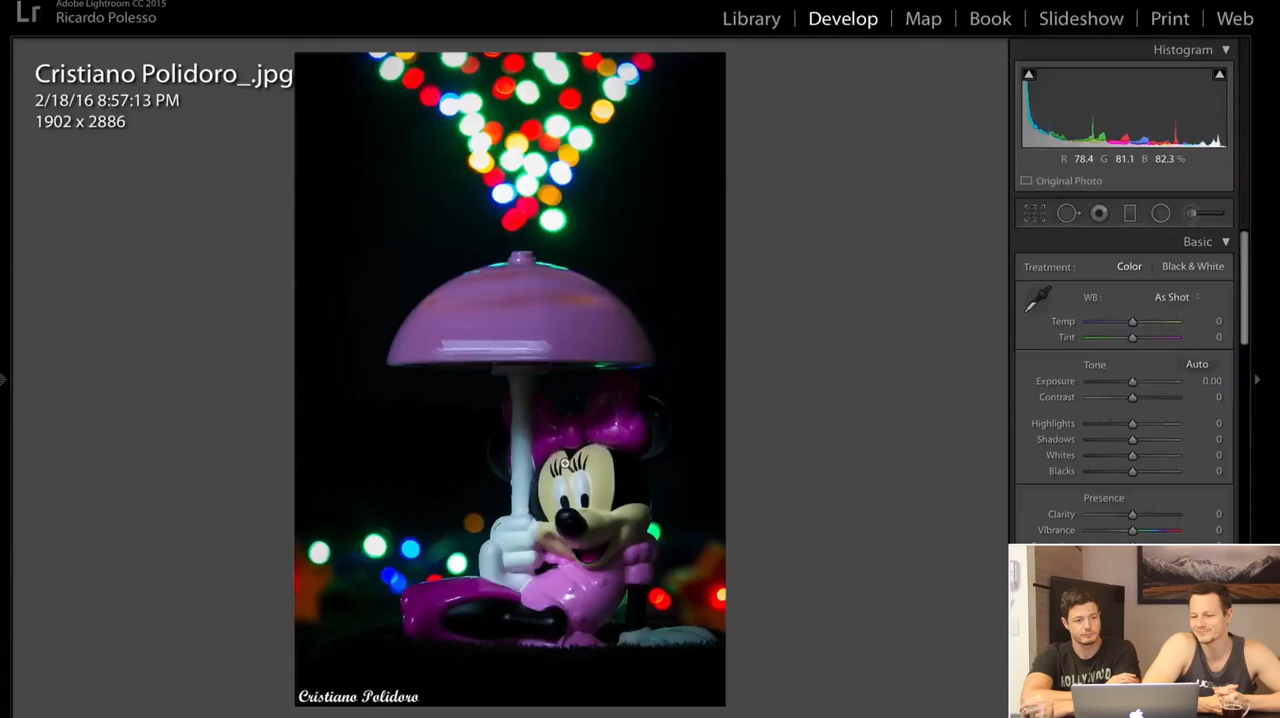 Lr
Adobe Lightroom CC 2015
Ricardo Polesso
Library | Develop | Map | Book | Slideshow | Print | Web
Cristiano Polidoro_.jpg
2/18/16 8:57:13 PM
1902 x 2886
Histogram
R 78.4 G 81.1 B 82.3 %
Original Photo
Basic
Treatment : Color Black & White
WB : As Shot
Temp 0
Tint 0
Tone Auto
Exposure 0.00
Contrast 0
Highlights 0
Shadows 0
Whites 0
Blacks 0
Presence
Clarity 0
Vibrance 0
HOLLYWOOD
Cristiano Polidoro